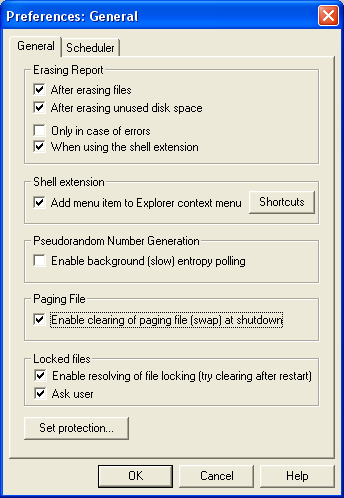 Preferences: General
General
Scheduler
Erasing Report
After erasing files
After erasing unused disk space
Only in case of errors
When using the shell extension
Shell extension
Add menu item to Explorer context menu
Shortcuts
Pseudorandom Number Generation
Enable background (slow) entropy polling
Paging File
Enable clearing of paging file (swap) at shutdown
Locked files
Enable resolving of file locking (try clearing after restart)
Ask user
Set protection...
OK
Cancel
Help